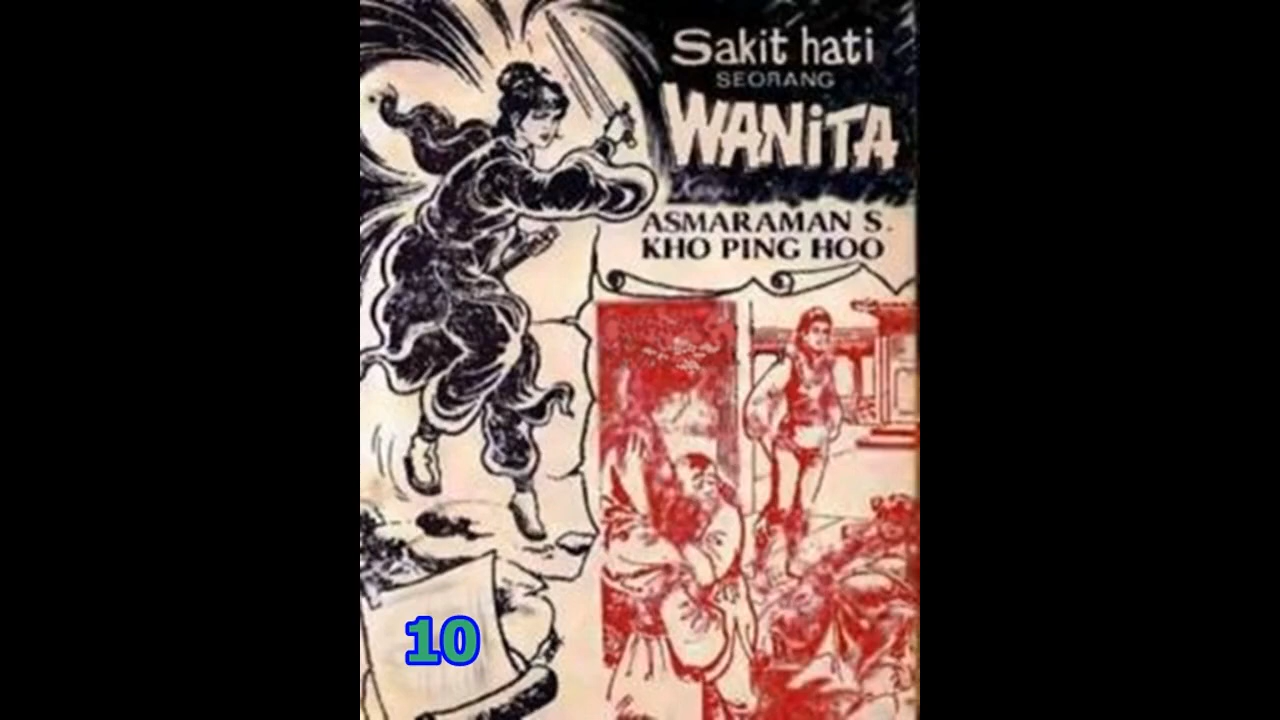 Sakit hati
SEORANG
WANITA
ASMARAMAN S.
KHO PING HOO
10